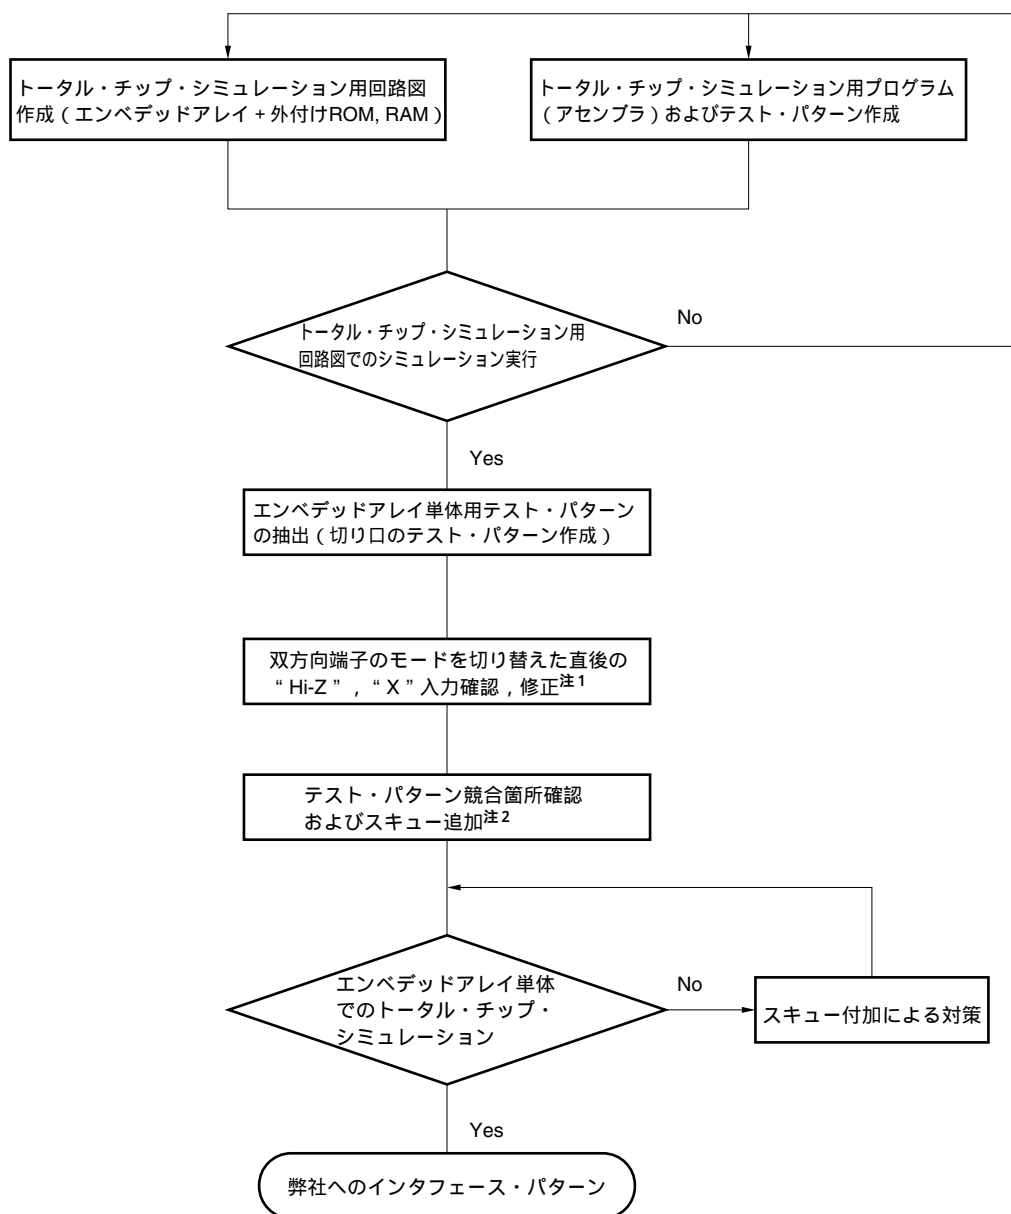 トータル・チップ・シミュレーション用回路図
作成（エンベデッドアレイ + 外付けROM, RAM）
トータル・チップ・シミュレーション用プログラム
（アセンブラ）およびテスト・パターン作成
トータル・チップ・シミュレーション用
回路図でのシミュレーション実行
No
Yes
エンベデッドアレイ単体用テスト・パターン
の抽出（切り口のテスト・パターン作成）
双方向端子のモードを切り替えた直後の
“ Hi-Z ” , “ X ” 入力確認 , 修正注1
テスト・パターン競合箇所確認
およびスキュー追加注2
エンベデッドアレイ単体
でのトータル・チップ・
シミュレーション
No
スキュー付加による対策
Yes
弊社へのインタフェース・パターン